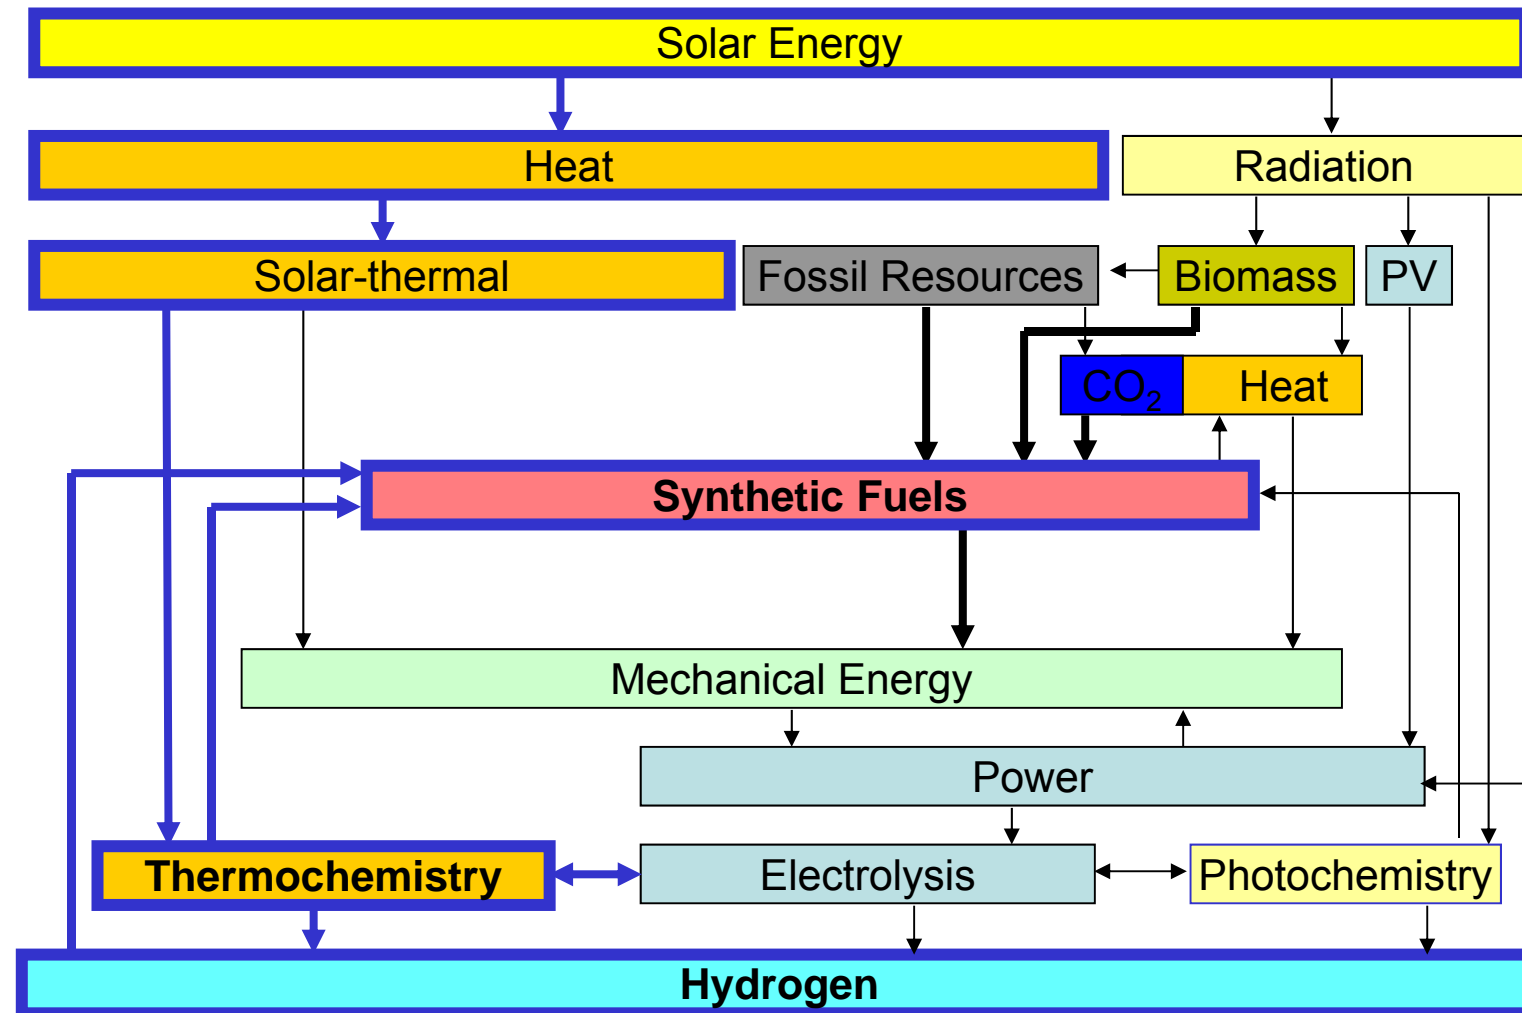 Solar Energy
Heat
Radiation
Solar-thermal
Fossil Resources
Biomass
PV
CO₂
Heat
Synthetic Fuels
Mechanical Energy
Power
Thermochemistry
Electrolysis
Photochemistry
Hydrogen